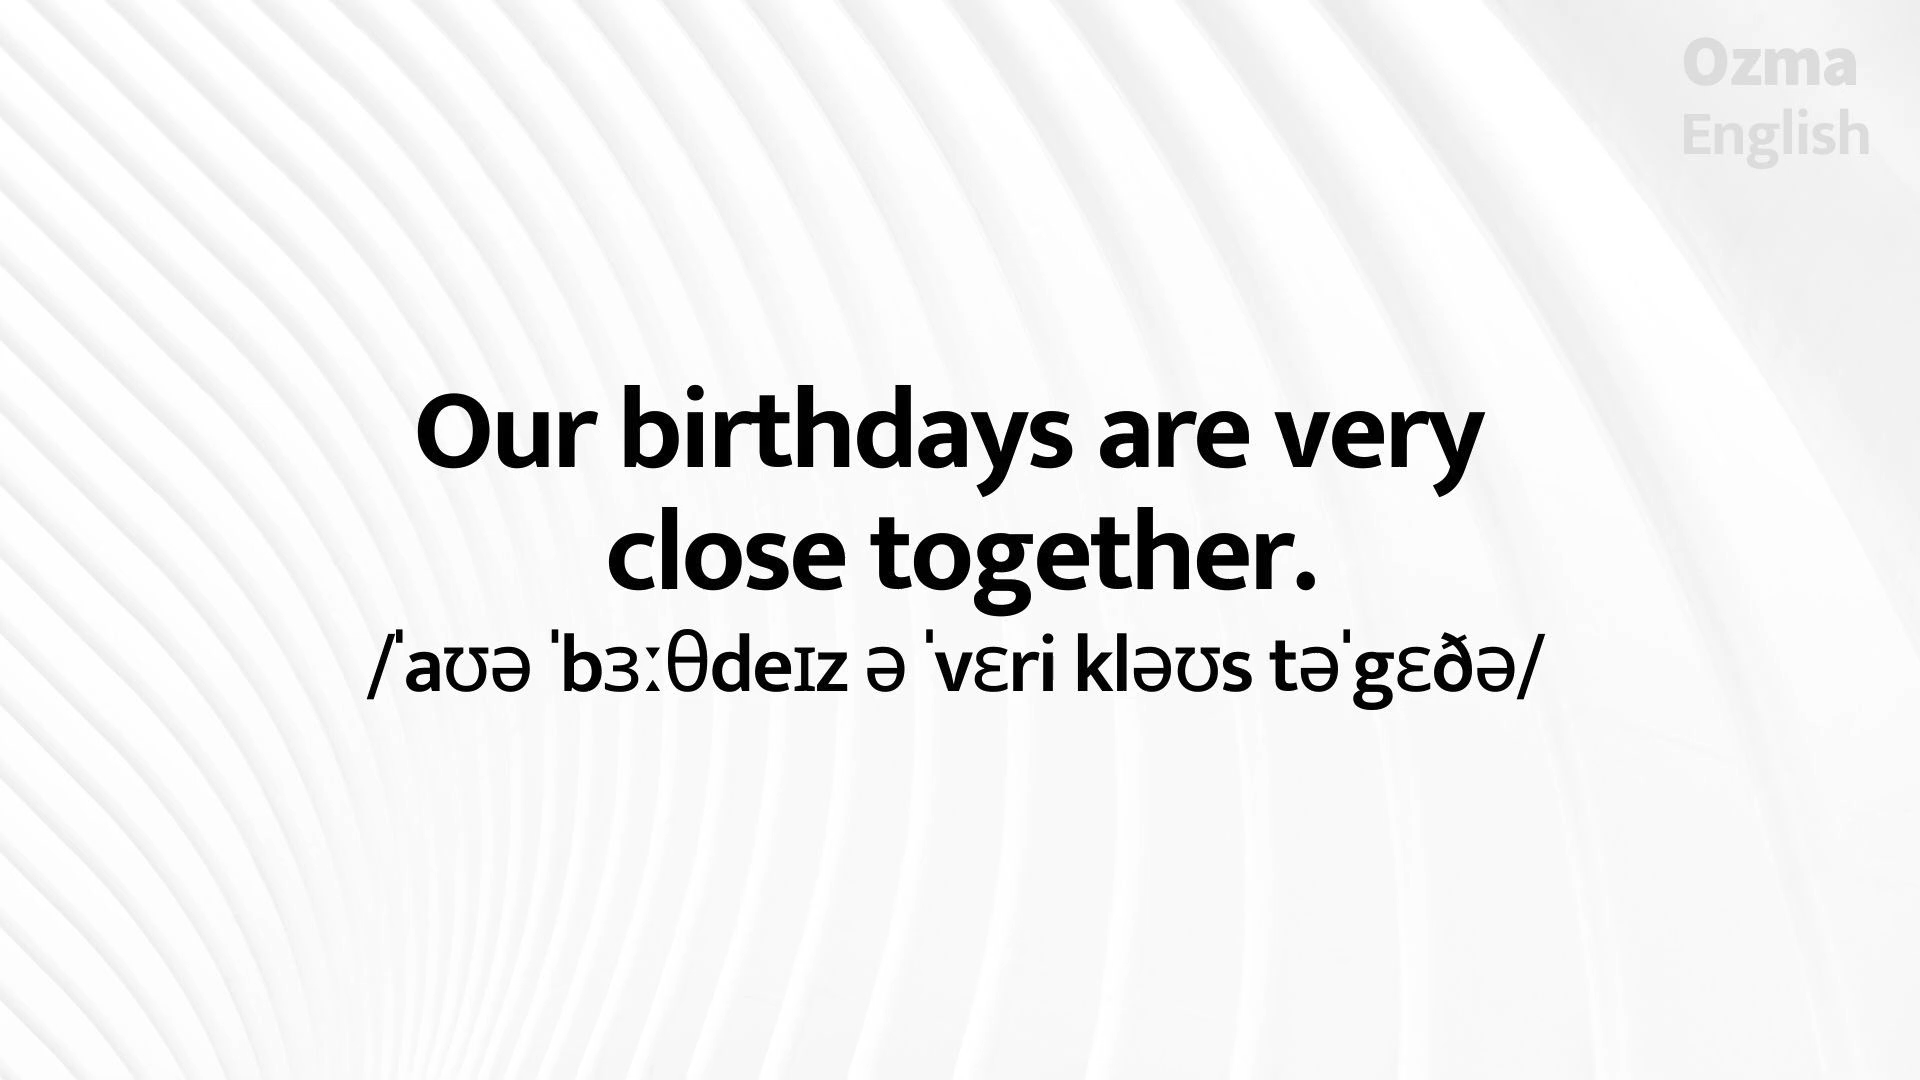 Ozma
English
Our birthdays are very
close together.
/ˈaʊə ˈbɜːθdeɪz ə ˈvɛri kləʊs təˈgɛðə/